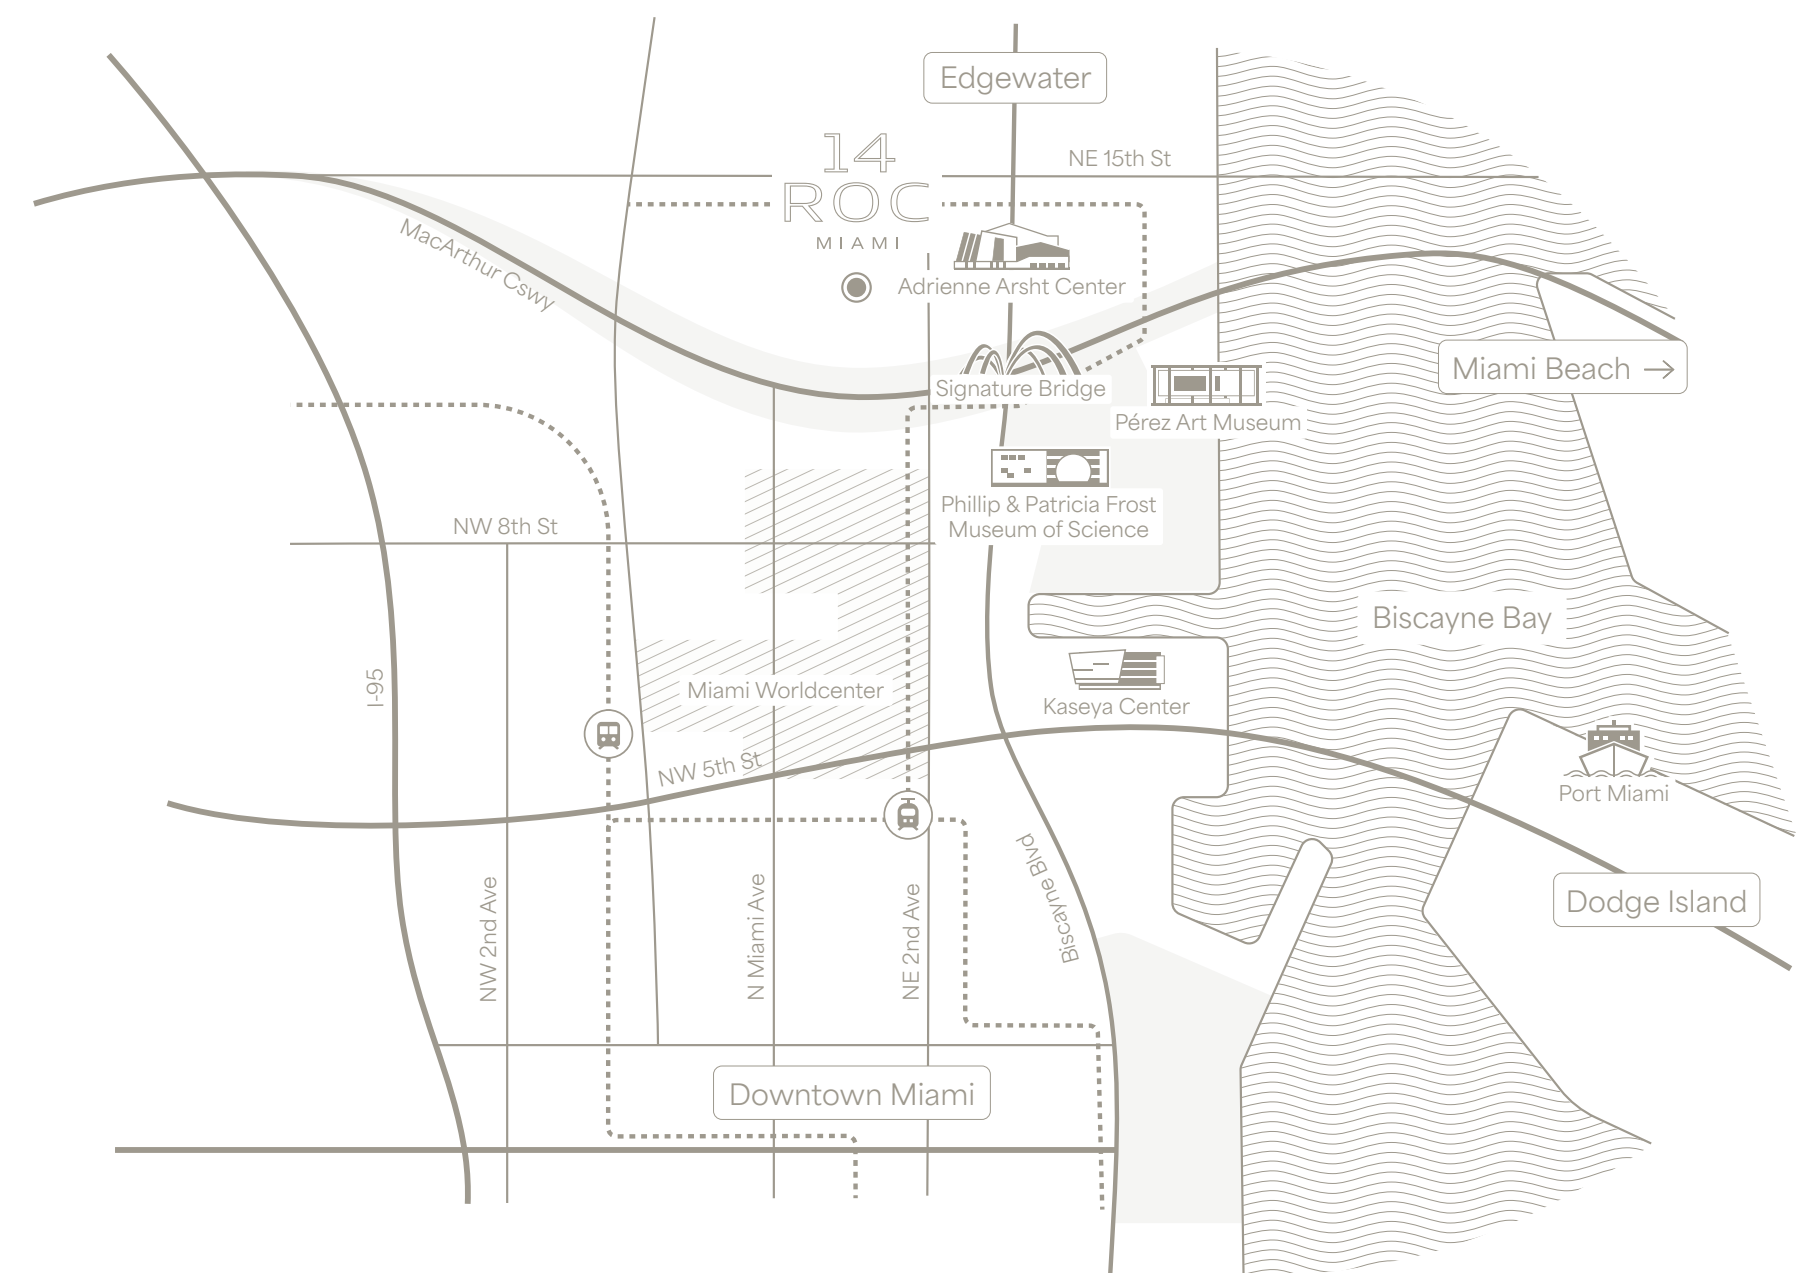 Edgewater
14
ROC
MIAMI
NE 15th St
MacArthur Cswy
Adrienne Arsht Center
Miami Beach →
Signature Bridge
Pérez Art Museum
Phillip & Patricia Frost
Museum of Science
NW 8th St
Biscayne Bay
I-95
Miami Worldcenter
Kaseya Center
NW 5th St
Port Miami
Biscayne Blvd
Dodge Island
NW 2nd Ave
N Miami Ave
NE 2nd Ave
Downtown Miami